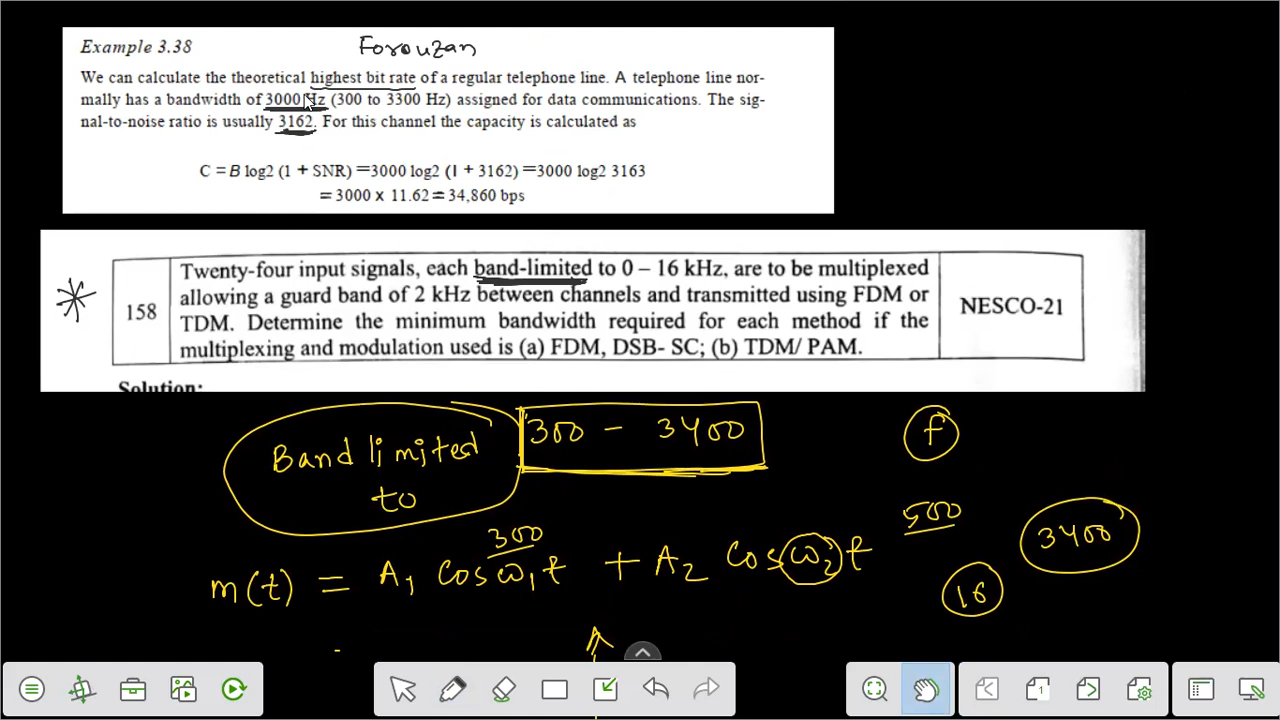 Example 3.38
Forouzan
We can calculate the theoretical highest bit rate of a regular telephone line. A telephone line nor-
mally has a bandwidth of 3000 Hz (300 to 3300 Hz) assigned for data communications. The sig-
nal-to-noise ratio is usually 3162. For this channel the capacity is calculated as
C = B log2 (1 + SNR) =3000 log2 (1 + 3162) =3000 log2 3163
= 3000 x 11.62 = 34,860 bps
*
158
Twenty-four input signals, each band-limited to 0 – 16 kHz, are to be multiplexed
allowing a guard band of 2 kHz between channels and transmitted using FDM or
TDM. Determine the minimum bandwidth required for each method if the
multiplexing and modulation used is (a) FDM, DSB- SC; (b) TDM/ PAM.
NESCO-21
Solution:
Band limited
to
300 - 3400
f
500
3400
300
m(t) = A1 cosω1t + A2 cosω2t
16
1